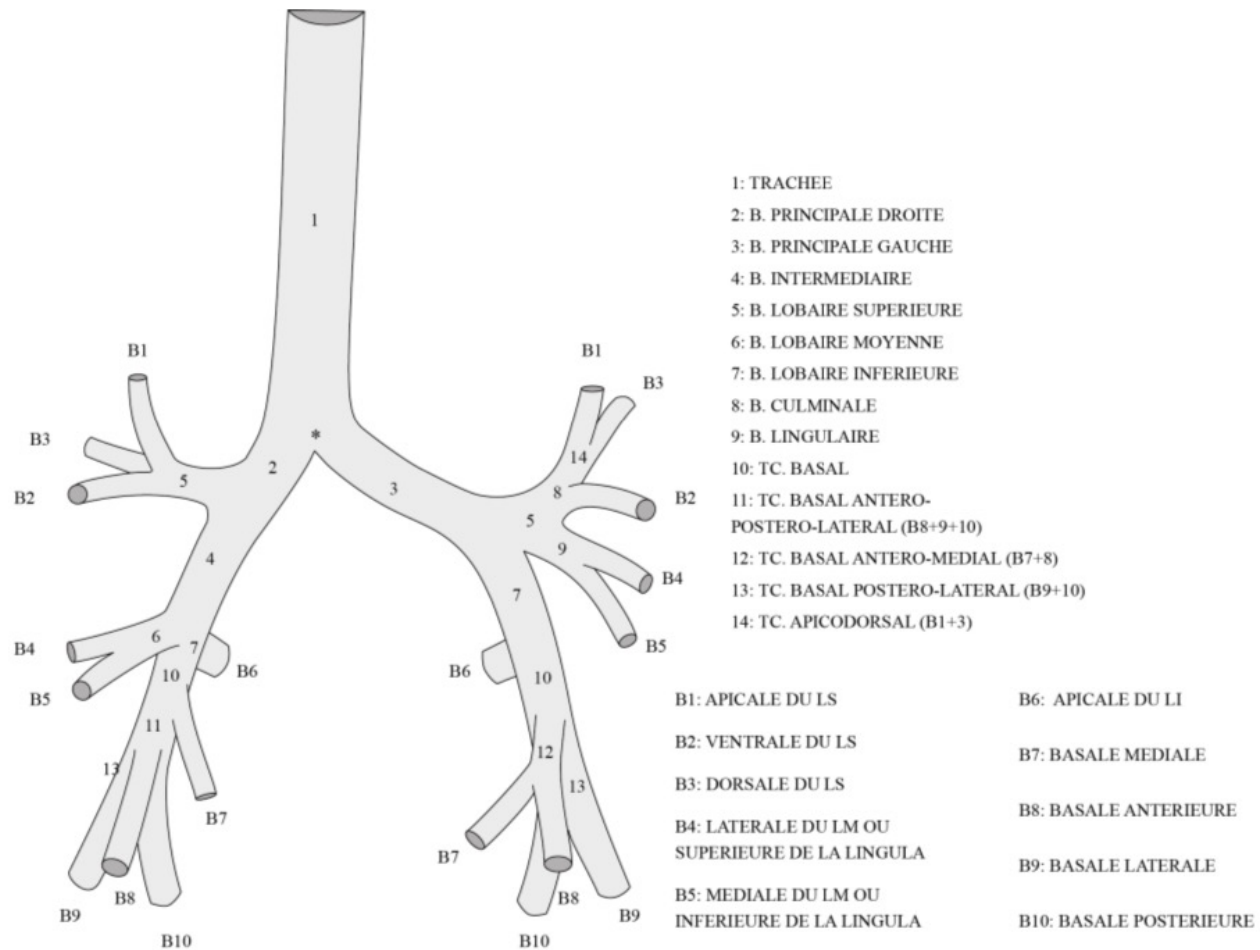 1
*
2
3
B1
B3
B2
5
4
6
7
B4
B5
B6
10
11
13
B7
B8
B9
B10
B1
B3
14
8
B2
5
9
B4
B5
7
B6
10
12
13
B7
B8
B9
B10
1: TRACHEE
2: B. PRINCIPALE DROITE
3: B. PRINCIPALE GAUCHE
4: B. INTERMEDIAIRE
5: B. LOBAIRE SUPERIEURE
6: B. LOBAIRE MOYENNE
7: B. LOBAIRE INFERIEURE
8: B. CULMINALE
9: B. LINGULAIRE
10: TC. BASAL
11: TC. BASAL ANTERO-
POSTERO-LATERAL (B8+9+10)
12: TC. BASAL ANTERO-MEDIAL (B7+8)
13: TC. BASAL POSTERO-LATERAL (B9+10)
14: TC. APICODORSAL (B1+3)
B1: APICALE DU LS
B2: VENTRALE DU LS
B3: DORSALE DU LS
B4: LATERALE DU LM OU
SUPERIEURE DE LA LINGULA
B5: MEDIALE DU LM OU
INFERIEURE DE LA LINGULA
B6: APICALE DU LI
B7: BASALE MEDIALE
B8: BASALE ANTERIEURE
B9: BASALE LATERALE
B10: BASALE POSTERIEURE